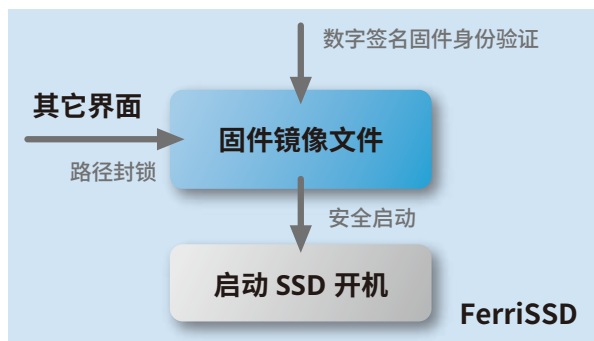 数字签名固件身份验证
其它界面
固件镜像文件
路径封锁
安全启动
启动 SSD 开机
FerriSSD